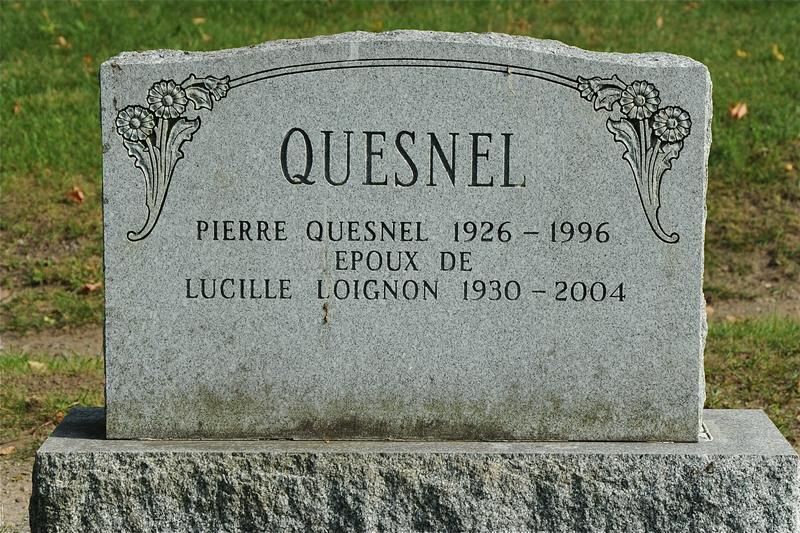 QUESNEL
PIERRE QUESNEL 1926 – 1996
EPOUX DE
LUCILLE LOIGNON 1930 – 2004